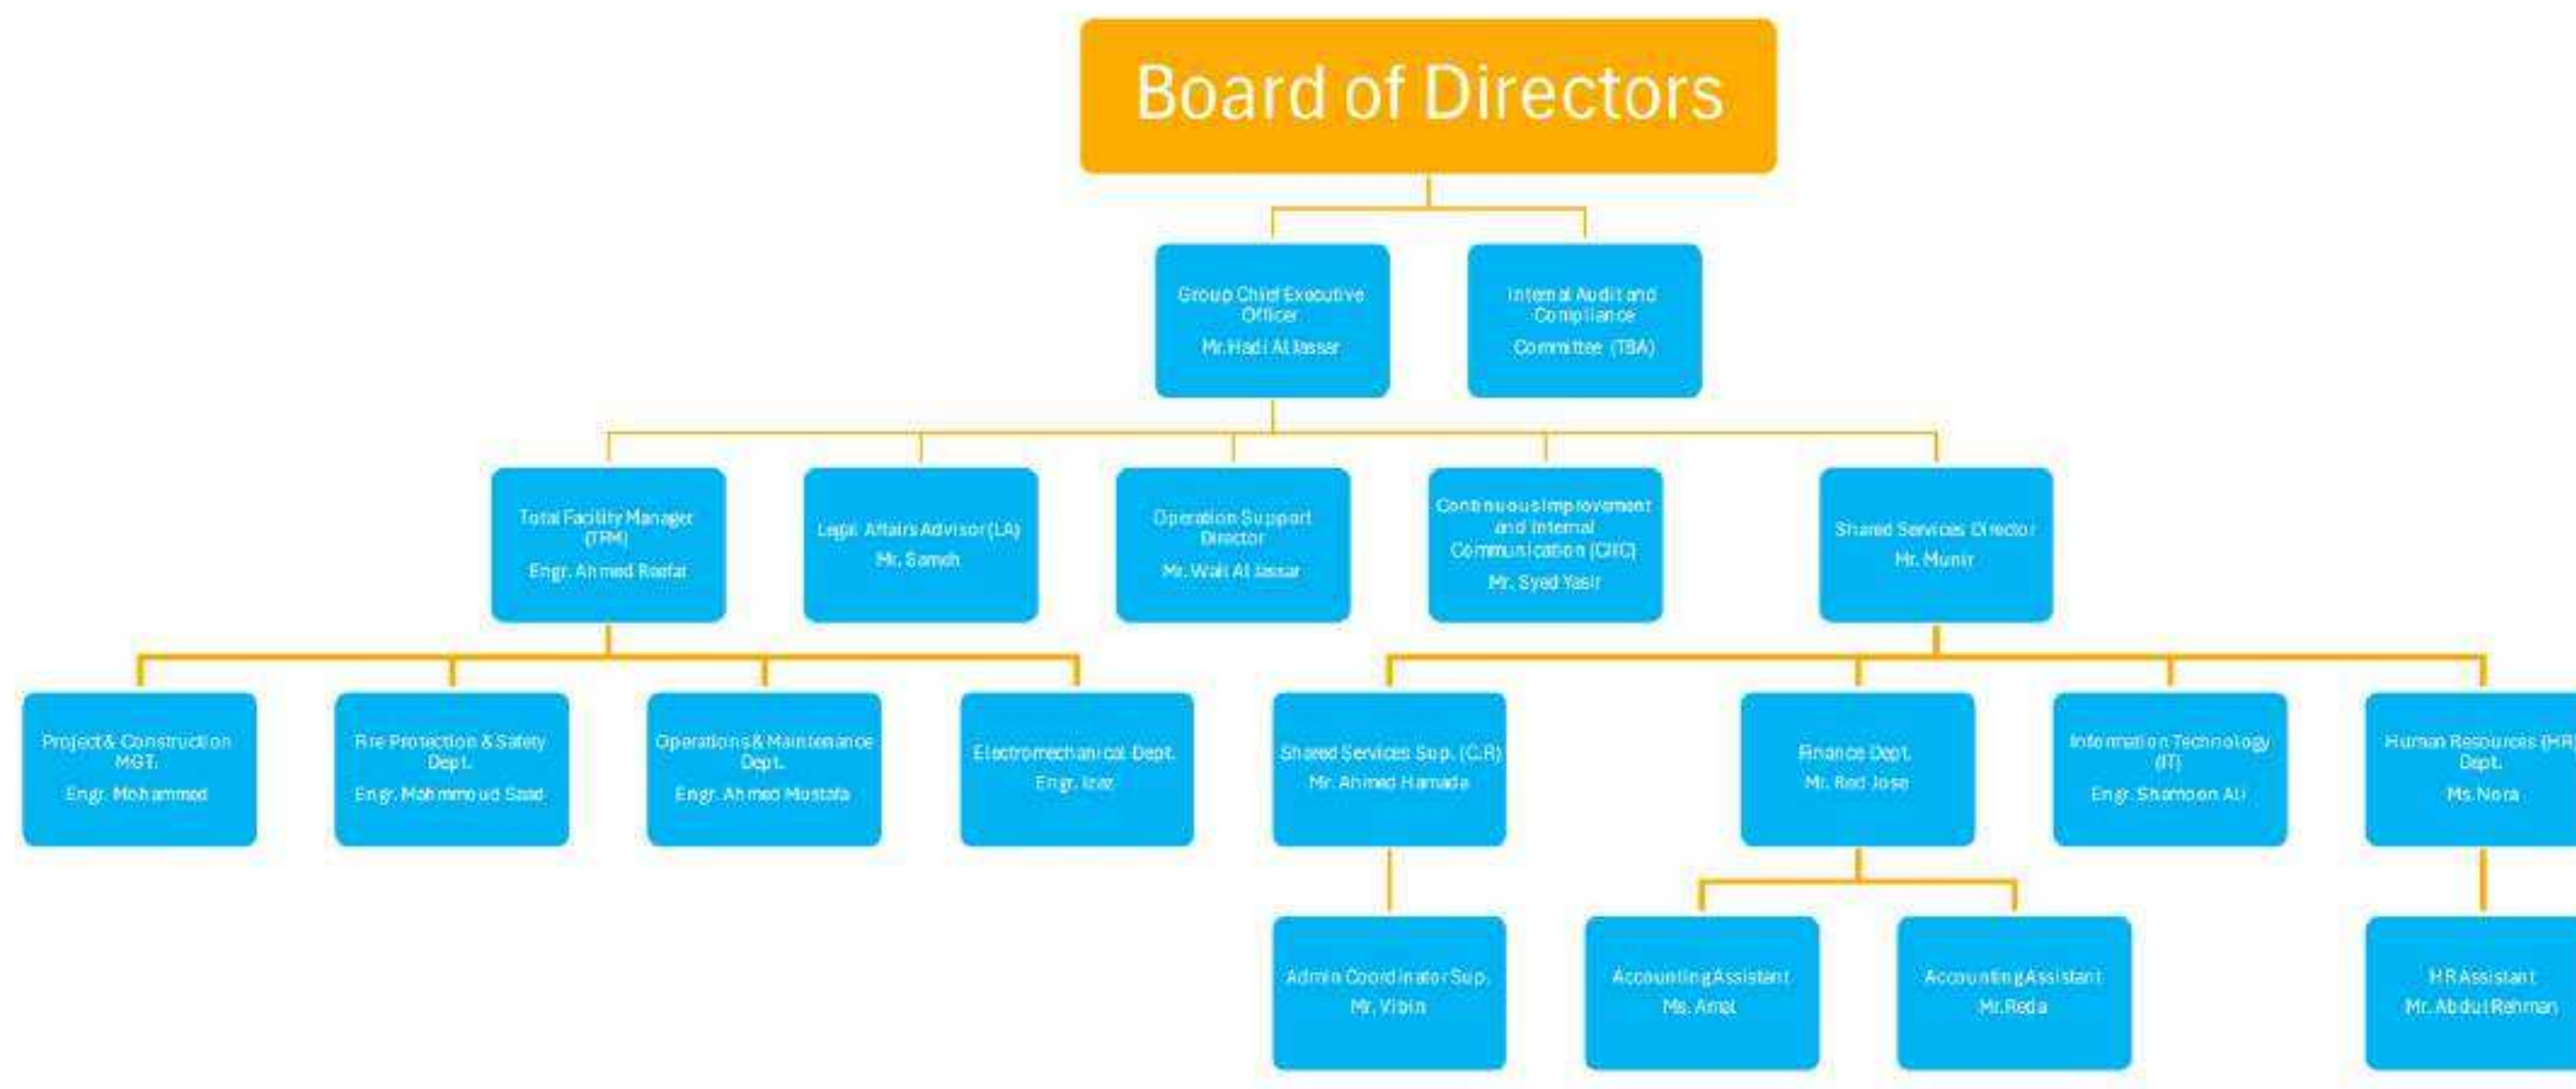 Board of Directors
Group Chief Executive
Officer
Mr. Hadi Al Jassar
Internal Audit and
Compliance
Committee (TBA)
Total Facility Manager
(TFM)
Engr. Ahmed Reefat
Legal Affairs Advisor (LA)
Mr. Sameh
Operation Support
Director
Mr. Wali Al Jassar
Continuous Improvement
and Internal
Communication (CIIC)
Mr. Syed Yasir
Shared Services Director
Mr. Munir
Project & Construction
MGT.
Engr. Mohammed
Fire Protection & Safety
Dept.
Engr. Mahmmoud Saad
Operations & Maintenance
Dept.
Engr. Ahmed Mustafa
Electromechanical Dept.
Engr.
Shared Services Sup. (C.R)
Mr. Ahmed Hamada
Finance Dept.
Mr. Red Jose
Information Technology
(IT)
Engr. Shamoon Ali
Human Resources (HR)
Dept.
Ms. Nora
Admin Coordinator Sup.
Mr. Vibin
Accounting Assistant
Ms. Amal
Accounting Assistant
Mr. Reda
HR Assistant
Mr. Abdul Rehman